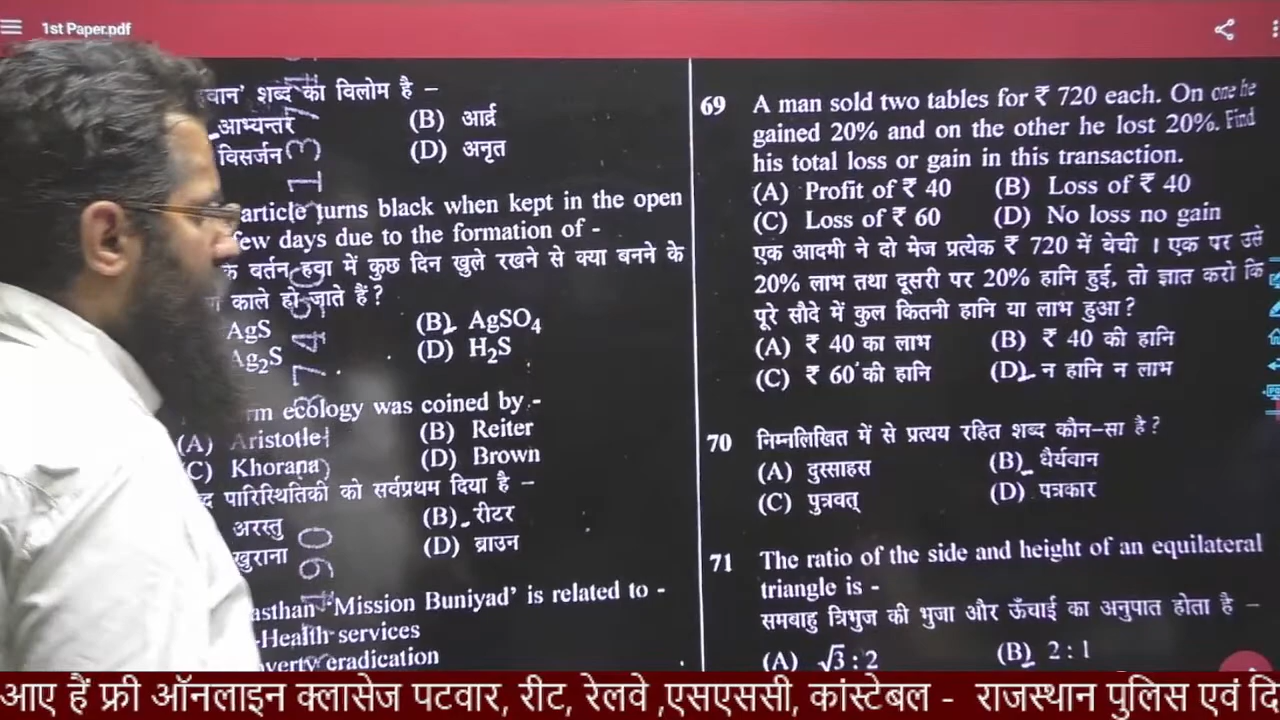 1st Paper.pdf
शब्द का विलोम है –
आभ्यन्तर (B) आर्द्र
विसर्जन (D) अनृत
article turns black when kept in the open
few days due to the formation of -
बर्तन हवा में कुछ दिन खुले रखने से क्या बनने के
काले हो जाते हैं ?
AgS (B) AgSO₄
Ag₂S (D) H₂S
ecology was coined by -
(A) Aristotle (B) Reiter
(C) Khorana (D) Brown
पारिस्थितिकी को सर्वप्रथम दिया है –
अरस्तु (B) रीटर
खुराना (D) ब्राउन
'Mission Buniyad' is related to -
Health services
eradication
69 A man sold two tables for ₹ 720 each. On one he
gained 20% and on the other he lost 20%. Find
his total loss or gain in this transaction.
(A) Profit of ₹ 40 (B) Loss of ₹ 40
(C) Loss of ₹ 60 (D) No loss no gain
एक आदमी ने दो मेज प्रत्येक ₹ 720 में बेची । एक पर उसे
20% लाभ तथा दूसरी पर 20% हानि हुई, तो ज्ञात करो कि
पूरे सौदे में कुल कितनी हानि या लाभ हुआ ?
(A) ₹ 40 का लाभ (B) ₹ 40 की हानि
(C) ₹ 60 की हानि (D) न हानि न लाभ
70 निम्नलिखित में से प्रत्यय रहित शब्द कौन-सा है ?
(A) दुस्साहस (B) धैर्यवान
(C) पुत्रवत् (D) पत्रकार
71 The ratio of the side and height of an equilateral
triangle is -
समबाहु त्रिभुज की भुजा और ऊँचाई का अनुपात होता है –
(A) √3 : 2 (B) 2 : 1
आए हैं फ्री ऑनलाइन क्लासेज पटवार, रीट, रेलवे ,एसएससी, कांस्टेबल - राजस्थान पुलिस एवं